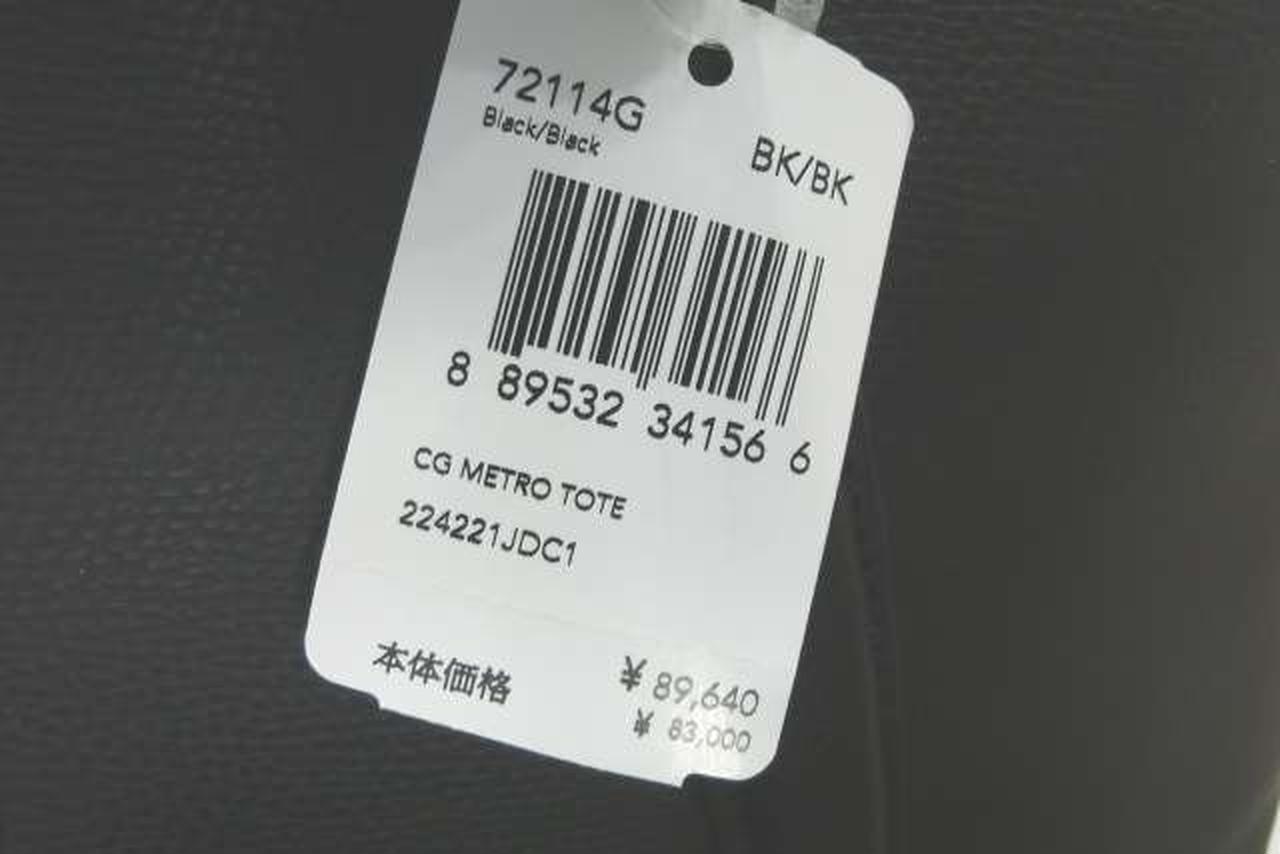 72114G
Black/Black
BK/BK
8 89532 34156 6
CG METRO TOTE
224221JDC1
本体価格 ¥ 89,640
¥ 83,000